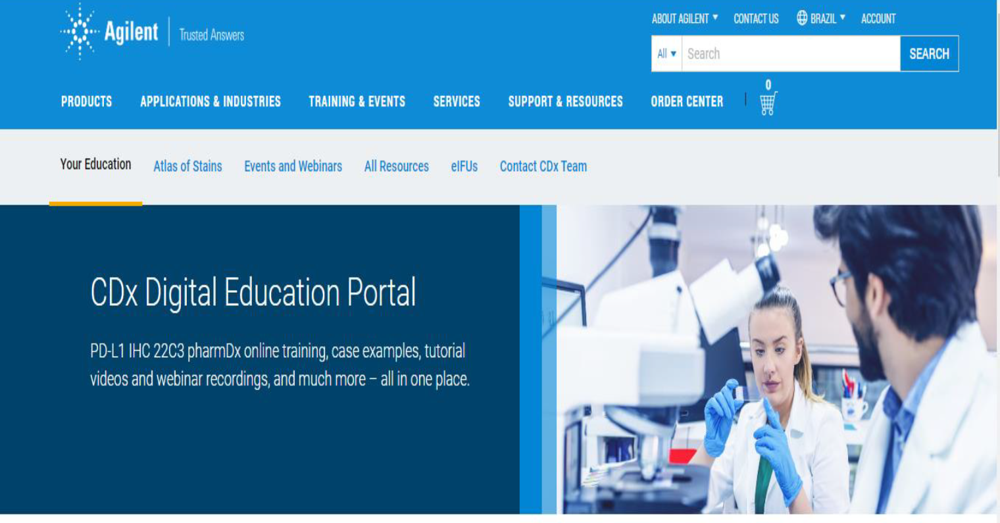 Agilent
Trusted Answers
ABOUT AGILENT
CONTACT US
BRAZIL
ACCOUNT
All
Search
SEARCH
PRODUCTS
APPLICATIONS & INDUSTRIES
TRAINING & EVENTS
SERVICES
SUPPORT & RESOURCES
ORDER CENTER
0
Your Education
Atlas of Stains
Events and Webinars
All Resources
eIFUs
Contact CDx Team
CDx Digital Education Portal
PD-L1 IHC 22C3 pharmDx online training, case examples, tutorial
videos and webinar recordings, and much more – all in one place.